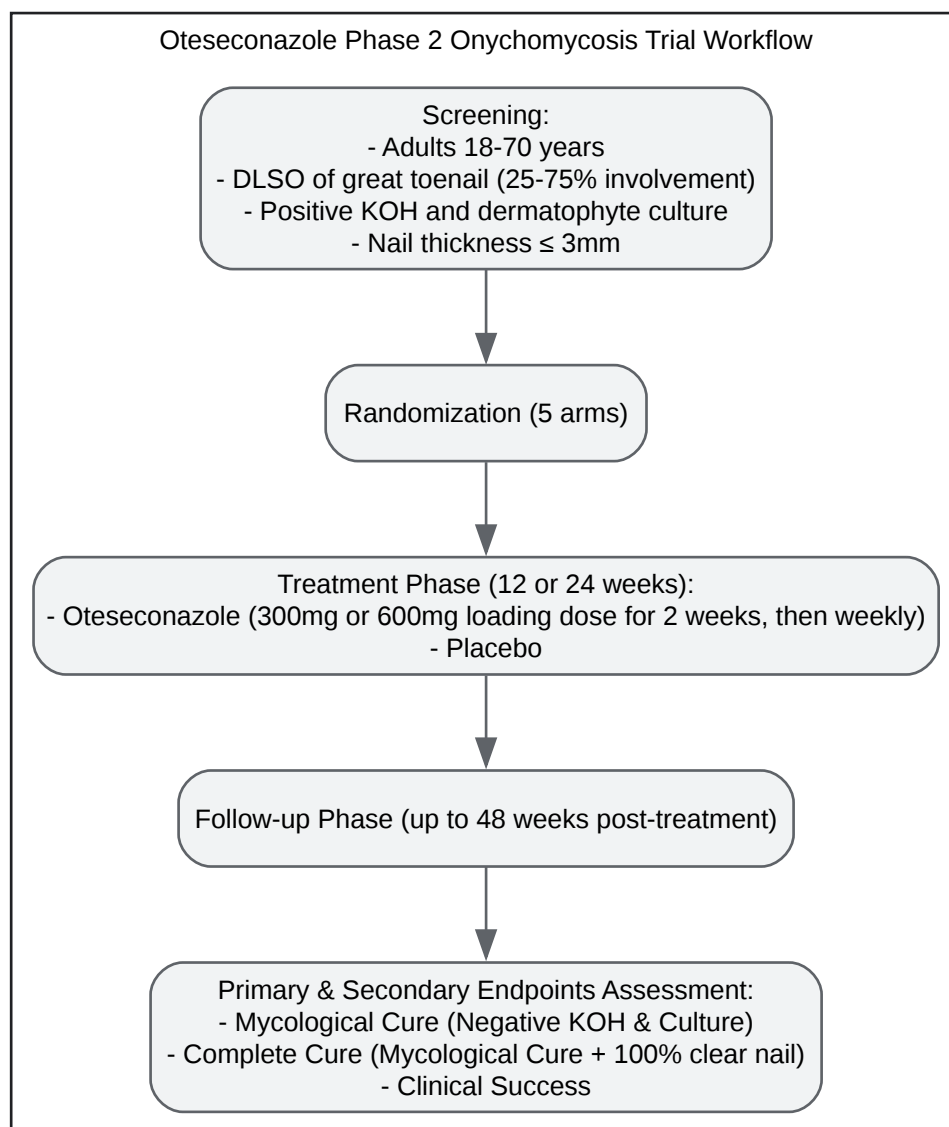 Oteseconazole Phase 2 Onychomycosis Trial Workflow
Screening:
- Adults 18-70 years
- DLSO of great toenail (25-75% involvement)
- Positive KOH and dermatophyte culture
- Nail thickness ≤ 3mm
Randomization (5 arms)
Treatment Phase (12 or 24 weeks):
- Oteseconazole (300mg or 600mg loading dose for 2 weeks, then weekly)
- Placebo
Follow-up Phase (up to 48 weeks post-treatment)
Primary & Secondary Endpoints Assessment:
- Mycological Cure (Negative KOH & Culture)
- Complete Cure (Mycological Cure + 100% clear nail)
- Clinical Success